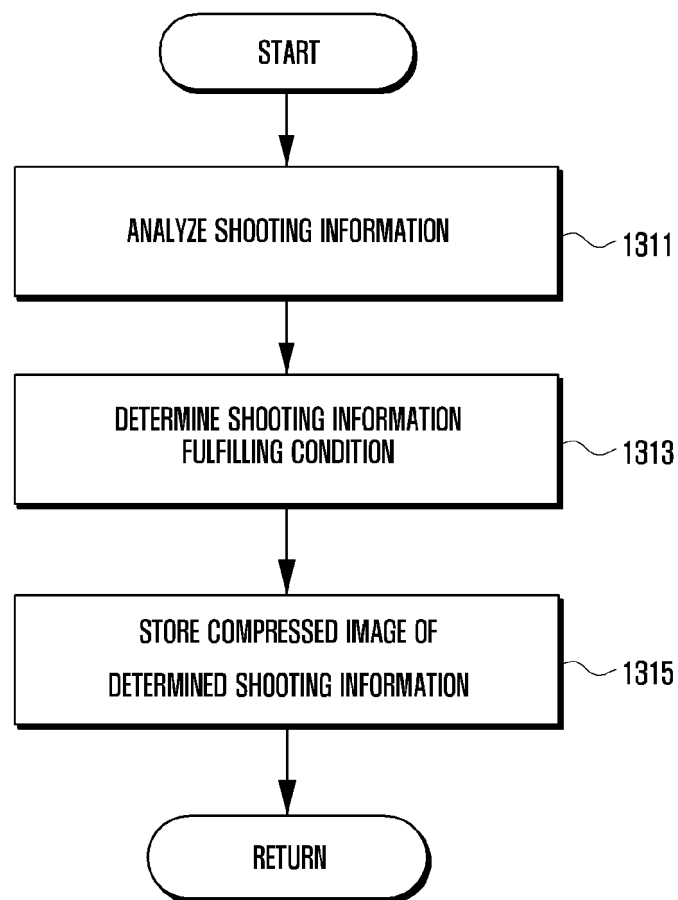 START
ANALYZE SHOOTING INFORMATION
1311
DETERMINE SHOOTING INFORMATION
FULFILLING CONDITION
1313
STORE COMPRESSED IMAGE OF
DETERMINED SHOOTING INFORMATION
1315
RETURN